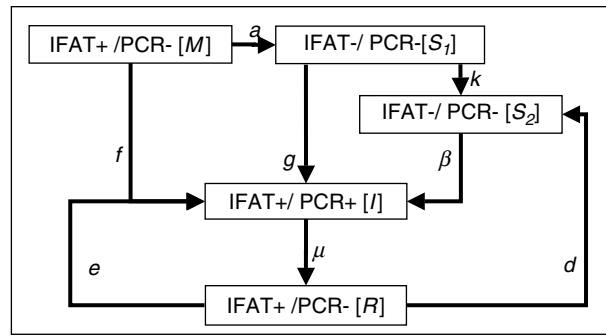 IFAT+ /PCR- [M]
a
IFAT-/ PCR-[S₁]
k
IFAT-/ PCR- [S₂]
f
g
β
IFAT+/ PCR+ [I]
μ
e
d
IFAT+ /PCR- [R]